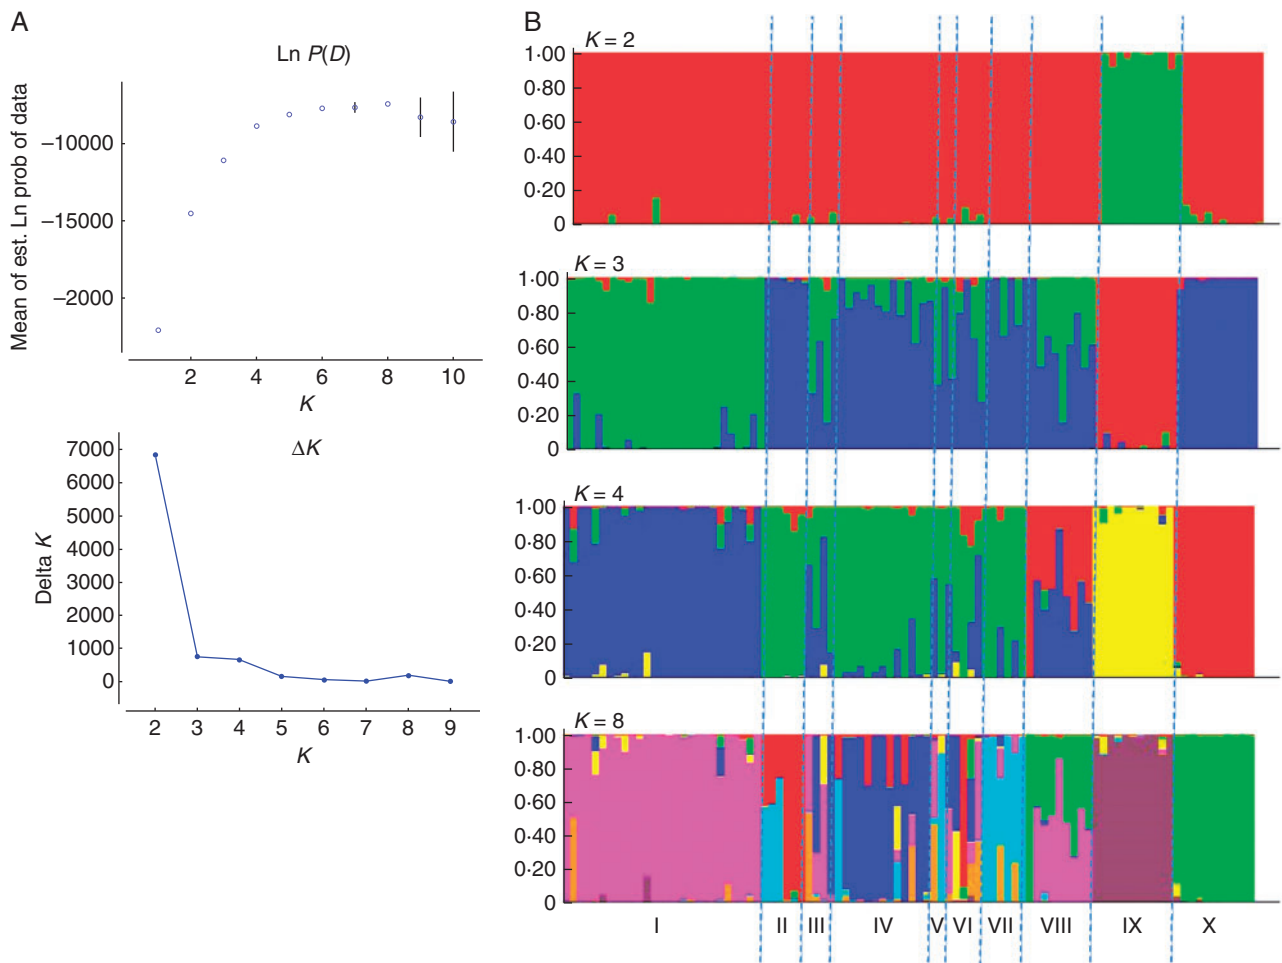 A
Ln P(D)
Mean of est. Ln prob of data
−10000
−15000
−2000
2 4 6 8 10
K
ΔK
Delta K
7000
6000
5000
4000
3000
2000
1000
0
2 3 4 5 6 7 8 9
K
B
K = 2
1·00
0·80
0·60
0·40
0·20
0
K = 3
1·00
0·80
0·60
0·40
0·20
0
K = 4
1·00
0·80
0·60
0·40
0·20
0
K = 8
1·00
0·80
0·60
0·40
0·20
0
I II III IV V VI VII VIII IX X